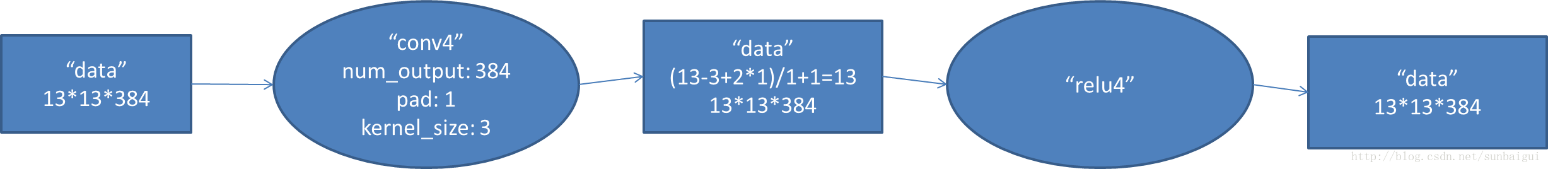 “data”
13*13*384
“conv4”
num_output: 384
pad: 1
kernel_size: 3
“data”
(13-3+2*1)/1+1=13
13*13*384
“relu4”
“data”
13*13*384
http://blog.csdn.net/sunbaigui